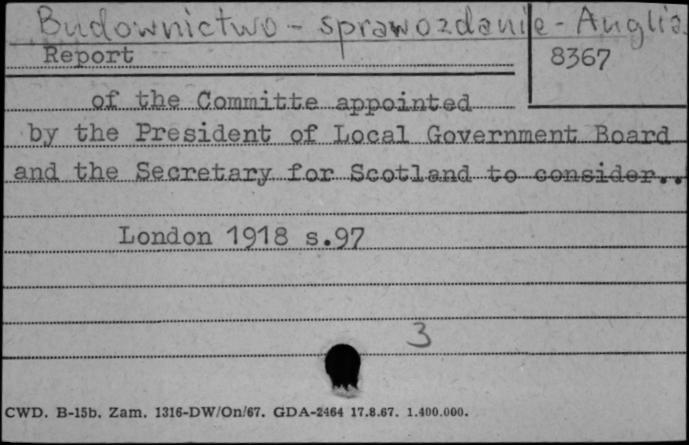 Budownictwo - sprawozdanie - Anglia
Report
8367
of the Committe appointed
by the President of Local Government Board
and the Secretary for Scotland to consider..
London 1918 s.97
3
CWD. B-15b. Zam. 1316-DW/On/67. GDA-2464 17.8.67. 1.400.000.